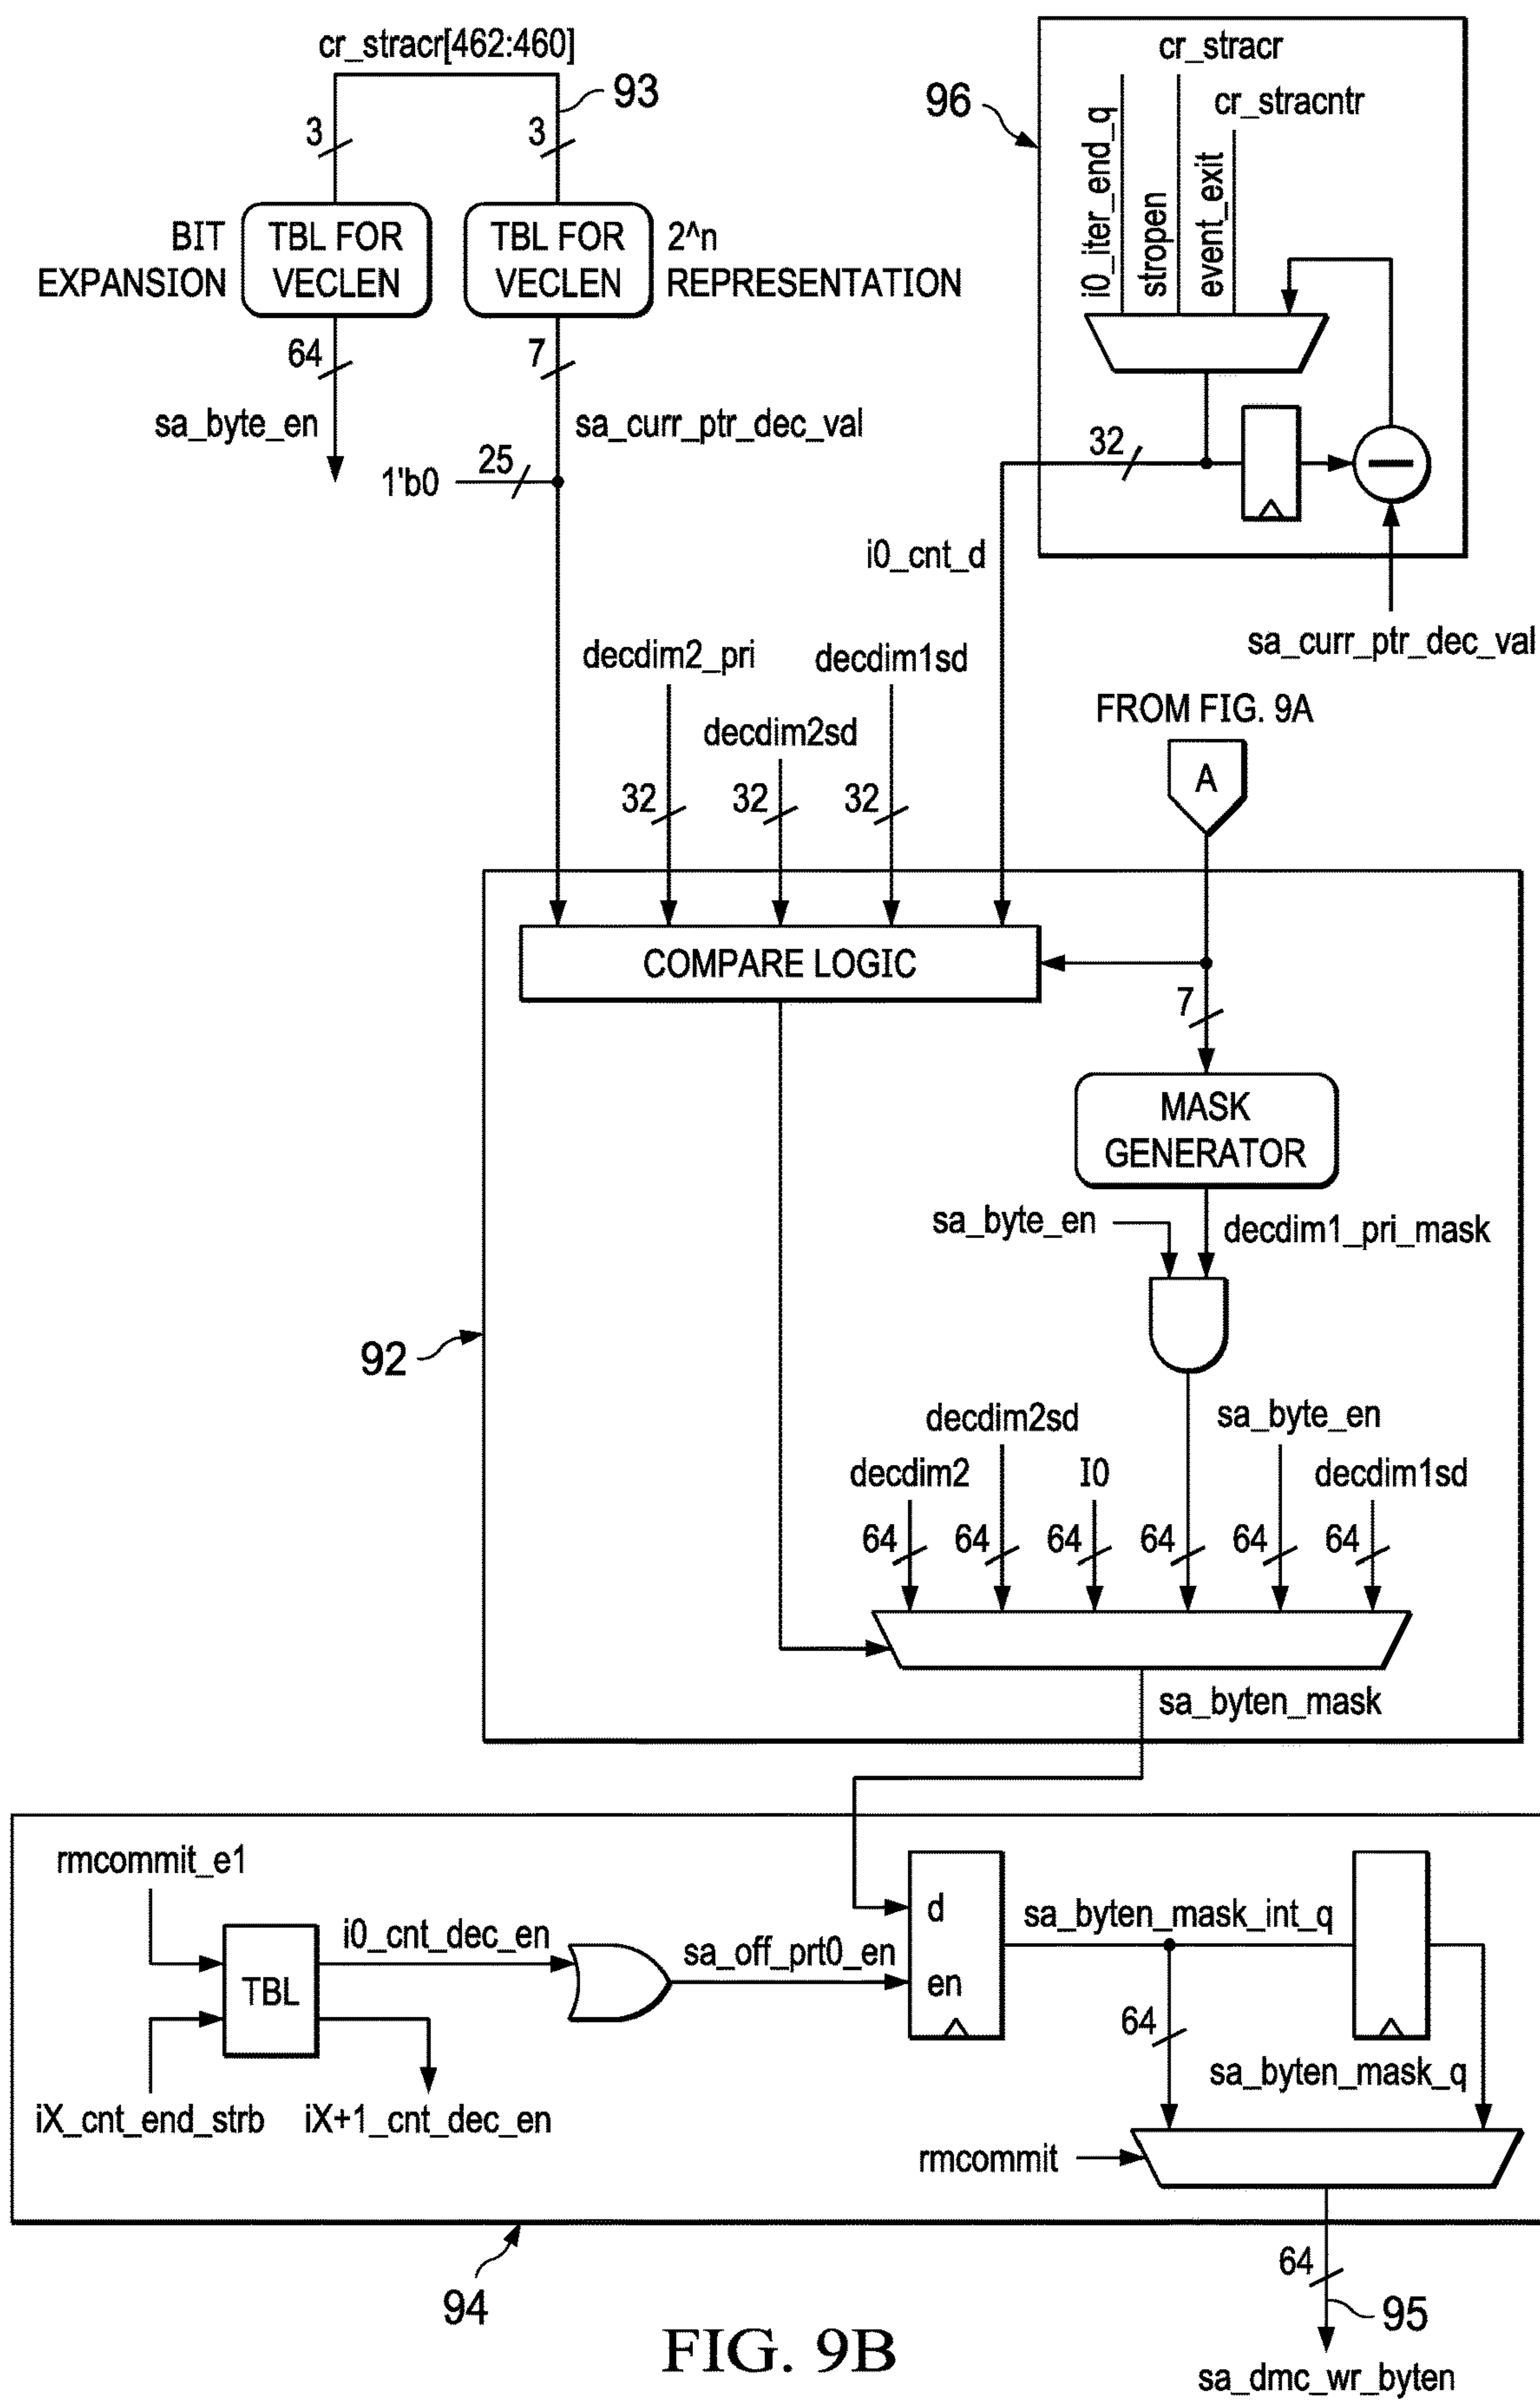 cr_stracr[462:460]
93
3
3
BIT
EXPANSION
TBL FOR
VECLEN
TBL FOR
VECLEN
2^n
REPRESENTATION
64
7
sa_byte_en
sa_curr_ptr_dec_val
1'b0
25
96
cr_stracr
cr_stracntr
i0_iter_end_q
stropen
event_exit
32
i0_cnt_d
sa_curr_ptr_dec_val
decdim2_pri
decdim1sd
decdim2sd
32
32
32
FROM FIG. 9A
A
COMPARE LOGIC
7
MASK
GENERATOR
sa_byte_en
decdim1_pri_mask
92
decdim2sd
sa_byte_en
decdim2
I0
decdim1sd
64
64
64
64
64
64
sa_byten_mask
rmcommit_e1
i0_cnt_dec_en
sa_off_prt0_en
d
en
sa_byten_mask_int_q
TBL
64
sa_byten_mask_q
iX_cnt_end_strb
iX+1_cnt_dec_en
rmcommit
94
64
95
FIG. 9B
sa_dmc_wr_byten